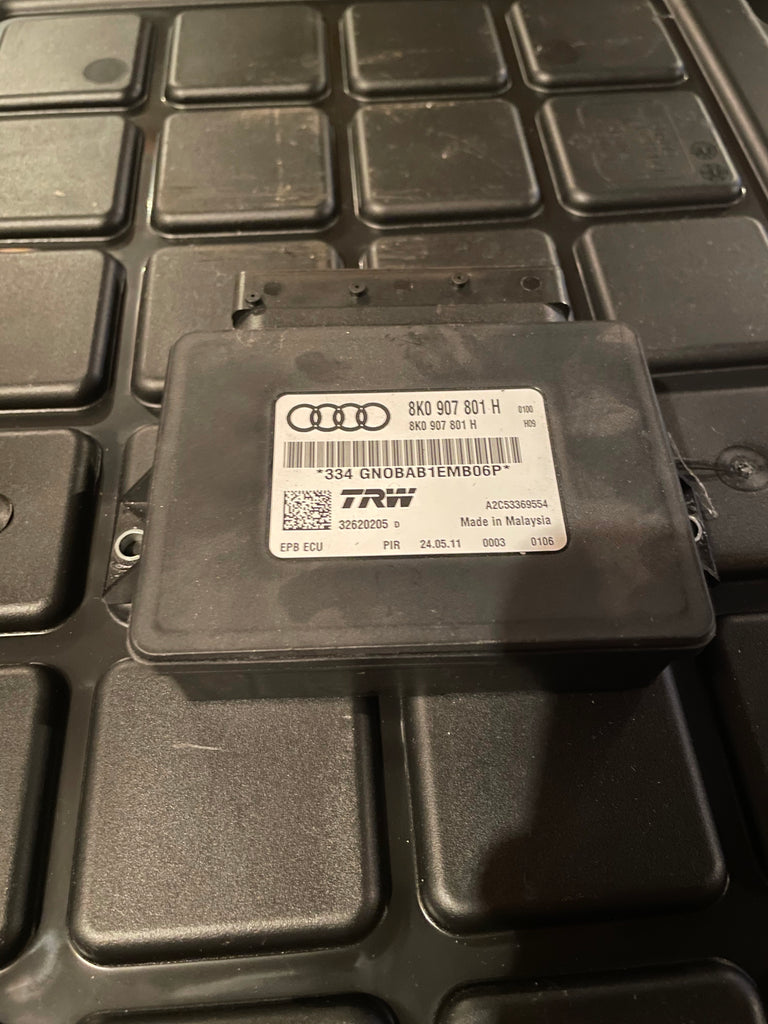 8K0 907 801 H 0100
8K0 907 801 H H09
*334 GN0BAB1EMB06P*
TRW
A2C53369554
32620205 D Made in Malaysia
EPB ECU PIR 24.05.11 0003 0106